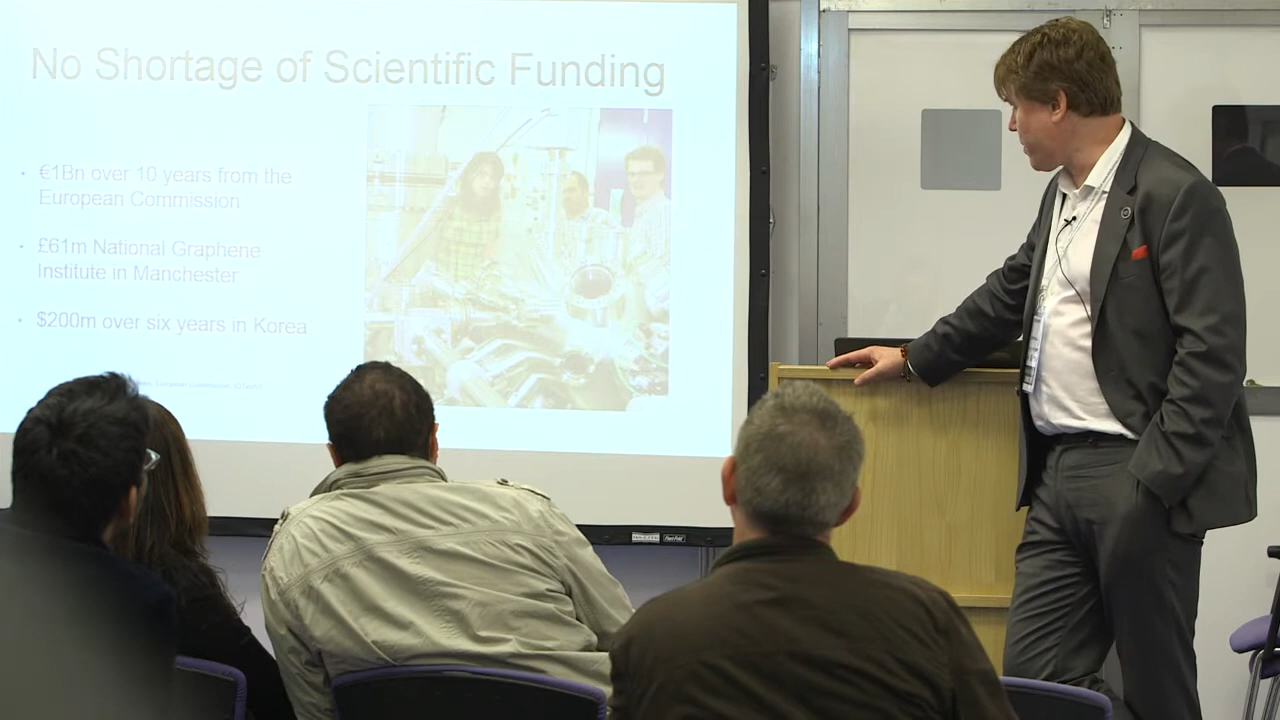 No Shortage of Scientific Funding
• €1Bn over 10 years from the
European Commission
• £61m National Graphene
Institute in Manchester
• $200m over six years in Korea